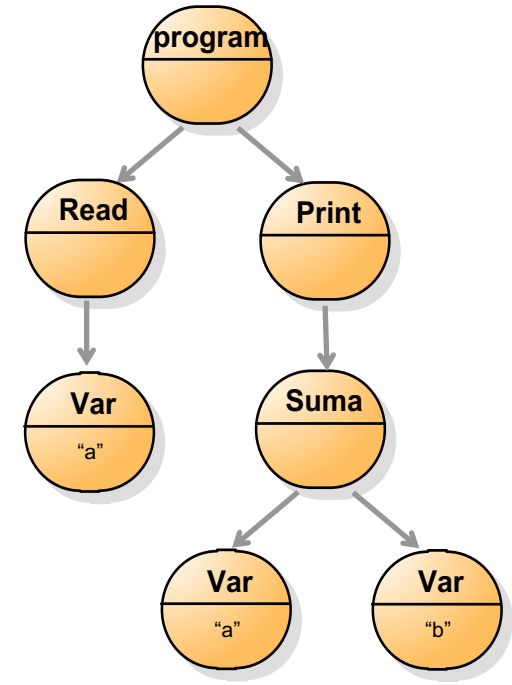 program
Read
Print
Var
“a”
Suma
Var
“a”
Var
“b”